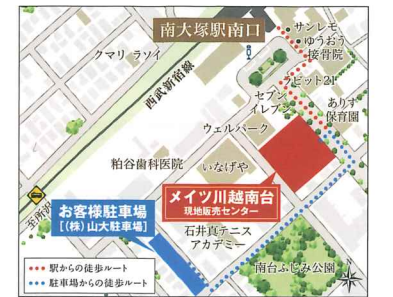 南大塚駅南口
サンレモ
ゆうおう
接骨院
クマリ ラソイ
西武新宿線
ラビット21
セブン
イレブン
ありす
保育園
ウェルパーク
粕谷歯科医院
いなげや
メイツ川越南台
現地販売センター
至所沢
お客様駐車場
[(株)山大駐車場]
石井真テニス
アカデミー
南台ふじみ公園
駅からの徒歩ルート
駐車場からの徒歩ルート